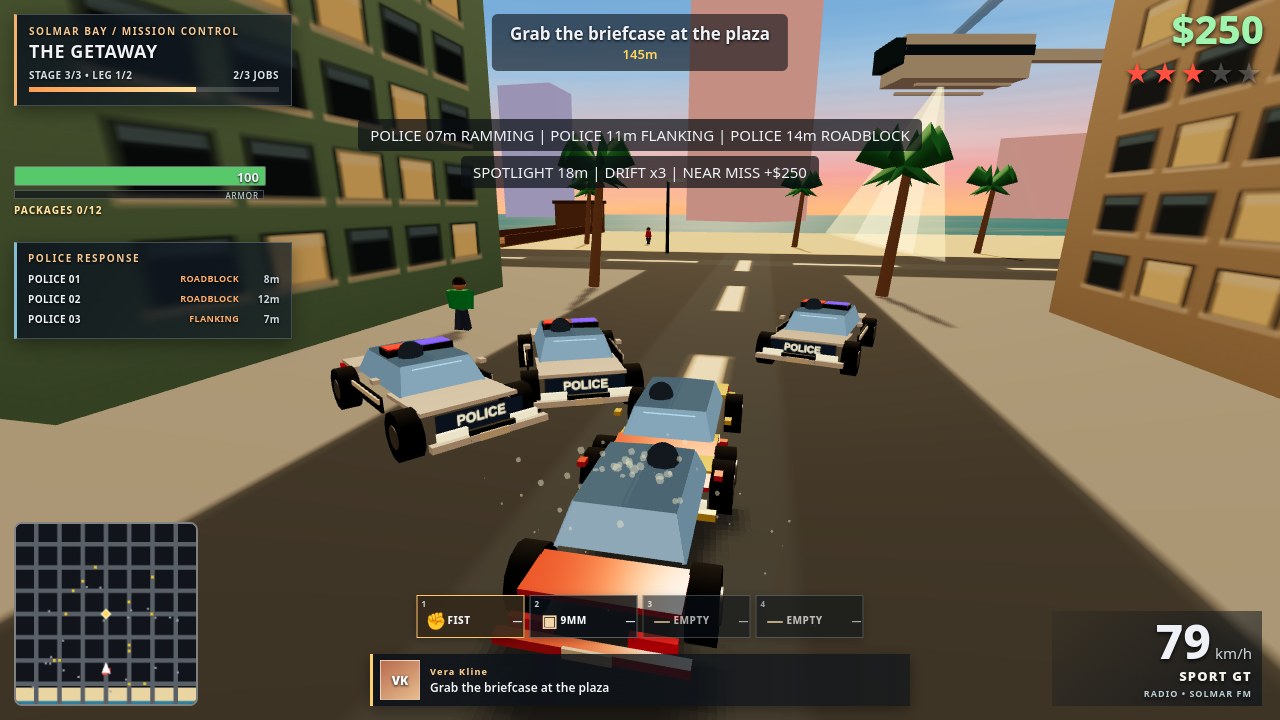 SOLMAR BAY / MISSION CONTROL
THE GETAWAY
STAGE 3/3 • LEG 1/2 2/3 JOBS
Grab the briefcase at the plaza
145m
$250
POLICE 07m RAMMING | POLICE 11m FLANKING | POLICE 14m ROADBLOCK
SPOTLIGHT 18m | DRIFT x3 | NEAR MISS +$250
100
ARMOR
PACKAGES 0/12
POLICE RESPONSE
POLICE 01 ROADBLOCK 8m
POLICE 02 ROADBLOCK 12m
POLICE 03 FLANKING 7m
POLICE
POLICE
POLICE
1 FIST —
2 9MM —
3 — EMPTY —
4 — EMPTY —
VK
Vera Kline
Grab the briefcase at the plaza
79 km/h
SPORT GT
RADIO • SOLMAR FM